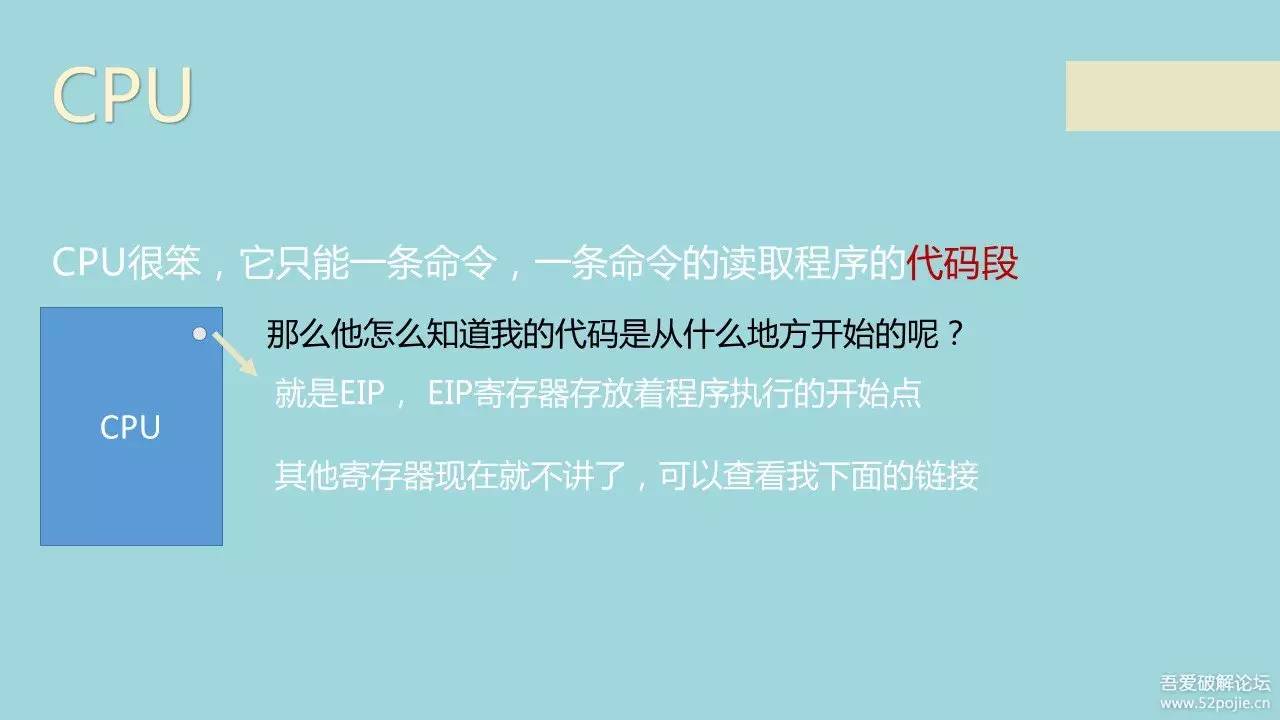 CPU
CPU很笨，它只能一条命令，一条命令的读取程序的代码段
那么他怎么知道我的代码是从什么地方开始的呢？
就是EIP， EIP寄存器存放着程序执行的开始点
CPU
其他寄存器现在就不讲了，可以查看我下面的链接
吾爱破解论坛
www.52pojie.cn